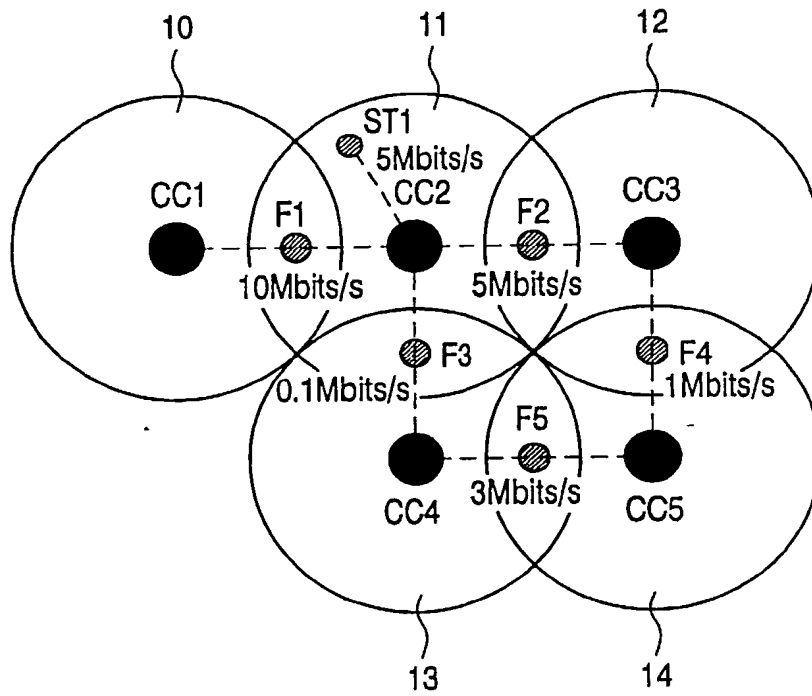 10
11
12
ST1
5Mbits/s
CC1
F1
CC2
F2
CC3
10Mbits/s
5Mbits/s
F3
F4
0.1Mbits/s
1Mbits/s
F5
CC4
3Mbits/s
CC5
13
14